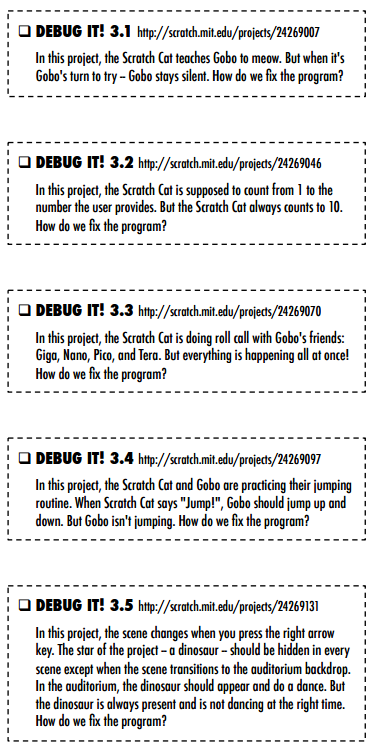 ❑ DEBUG IT! 3.1 http://scratch.mit.edu/projects/24269007
In this project, the Scratch Cat teaches Gobo to meow. But when it's
Gobo's turn to try – Gobo stays silent. How do we fix the program?
❑ DEBUG IT! 3.2 http://scratch.mit.edu/projects/24269046
In this project, the Scratch Cat is supposed to count from 1 to the
number the user provides. But the Scratch Cat always counts to 10.
How do we fix the program?
❑ DEBUG IT! 3.3 http://scratch.mit.edu/projects/24269070
In this project, the Scratch Cat is doing roll call with Gobo's friends:
Giga, Nano, Pico, and Tera. But everything is happening all at once!
How do we fix the program?
❑ DEBUG IT! 3.4 http://scratch.mit.edu/projects/24269097
In this project, the Scratch Cat and Gobo are practicing their jumping
routine. When Scratch Cat says "Jump!", Gobo should jump up and
down. But Gobo isn't jumping. How do we fix the program?
❑ DEBUG IT! 3.5 http://scratch.mit.edu/projects/24269131
In this project, the scene changes when you press the right arrow
key. The star of the project – a dinosaur – should be hidden in every
scene except when the scene transitions to the auditorium backdrop.
In the auditorium, the dinosaur should appear and do a dance. But
the dinosaur is always present and is not dancing at the right time.
How do we fix the program?